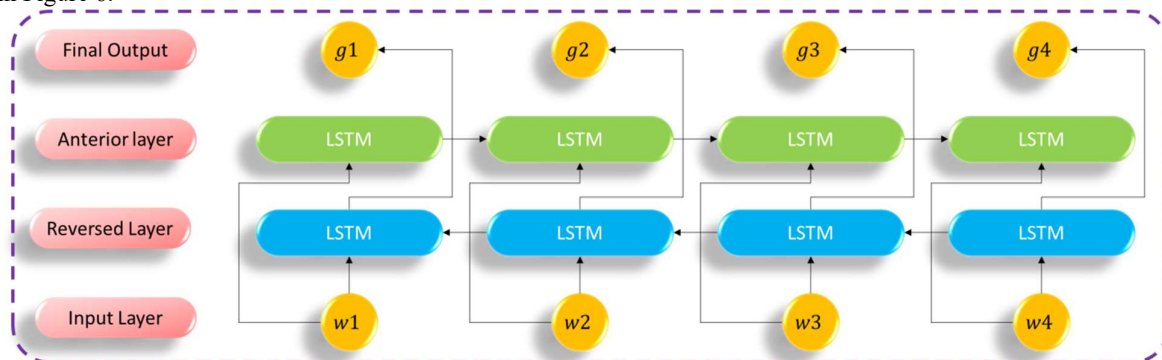 Final Output g1 g2 g3 g4
Anterior layer LSTM LSTM LSTM LSTM
Reversed Layer LSTM LSTM LSTM LSTM
Input Layer w1 w2 w3 w4